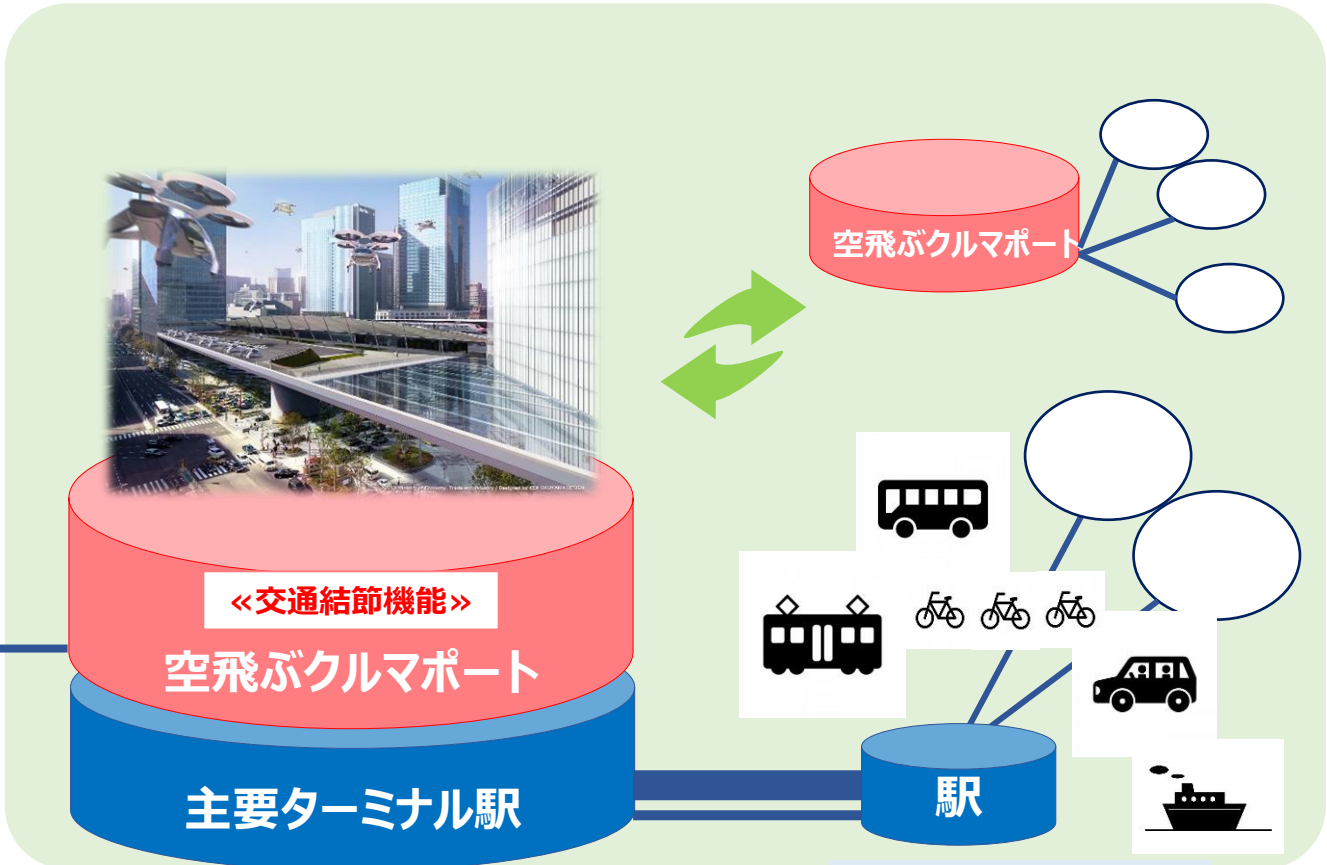 空飛ぶクルマポート
≪交通結節機能≫
空飛ぶクルマポート
主要ターミナル駅
駅